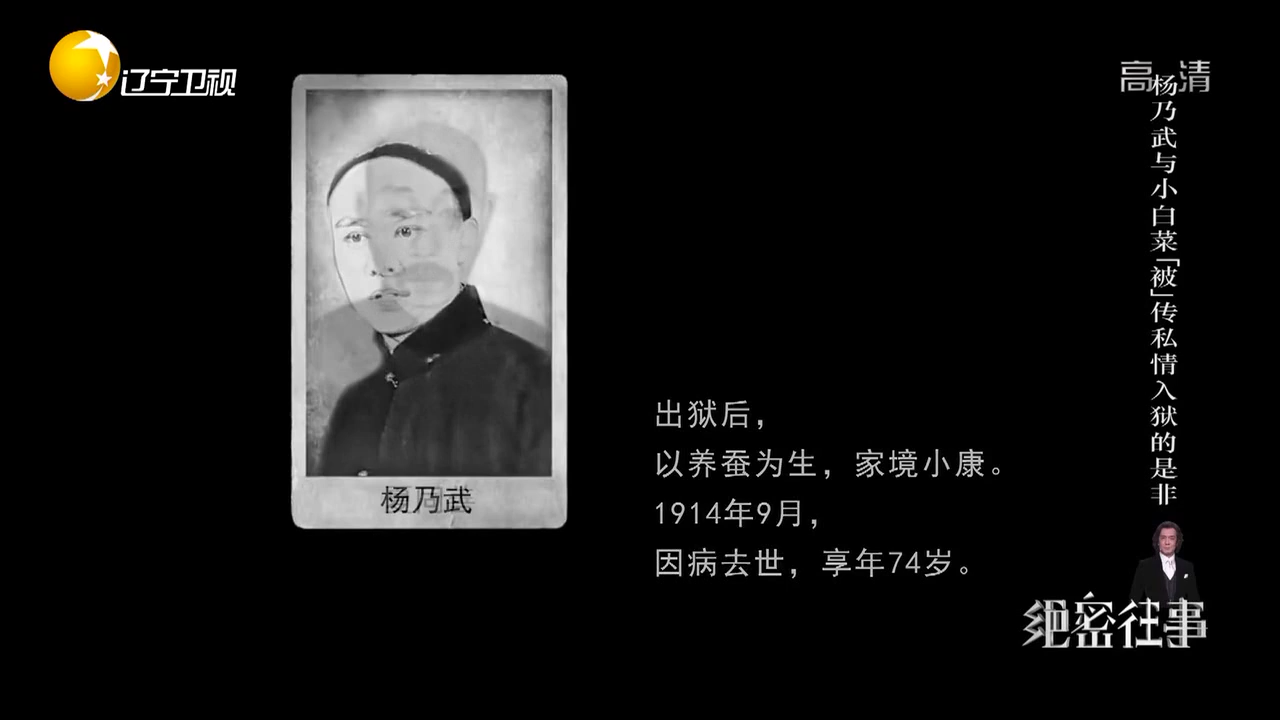 辽宁卫视
高清
杨乃武与小白菜「被」传私情入狱的是非
杨乃武
出狱后，
以养蚕为生，家境小康。
1914年9月，
因病去世，享年74岁。
绝密往事